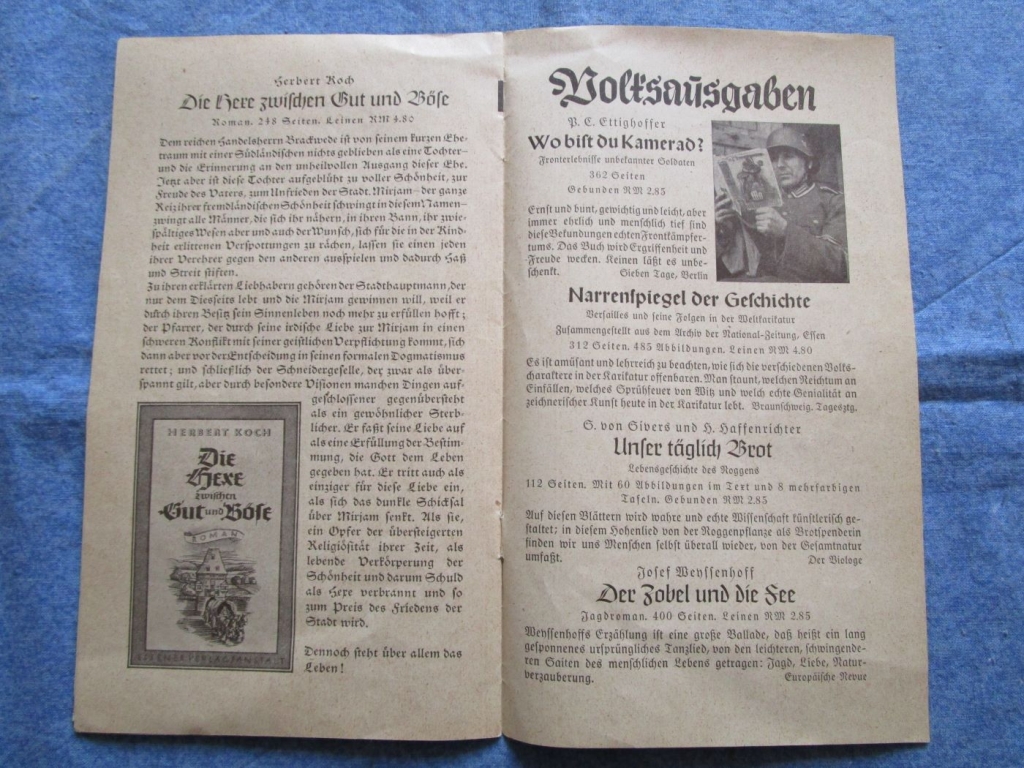 Herbert Koch
Die Hexe zwischen Gut und Böse
Roman. 248 Seiten. Leinen RM 4.80
Dem reichen Handelsherrn Brackwede ist von seinem kurzen Ehe-
traum mit einer Südländischen nichts geblieben als eine Tochter–
und die Erinnerung an den unheilvollen Ausgang dieser Ehe.
Jetzt aber ist diese Tochter aufgeblüht zu voller Schönheit, zur
Freude des Vaters, zum Unfrieden der Stadt. Mirjam – der ganze
Reiz ihrer fremdländischen Schönheit schwingt in diesem Namen–
zwingt alle Männer, die sich ihr nähern, in ihren Bann, ihr zwie-
spältiges Wesen aber und auch der Wunsch, sich für die in der Kind-
heit erlittenen Verspottungen zu rächen, lassen sie einen jeden
ihrer Verehrer gegen den anderen ausspielen und dadurch Haß
und Streit stiften.
Zu ihren erklärten Liebhabern gehören der Stadthauptmann, der
nur dem Diesseits lebt und die Mirjam gewinnen will, weil er
durch ihren Besitz sein Sinnenleben noch mehr zu erfüllen hofft;
der Pfarrer, der durch seine irdische Liebe zur Mirjam in einen
schweren Konflikt mit seiner geistlichen Verpflichtung kommt, sich
dann aber vor der Entscheidung in seinen formalen Dogmatismus
rettet; und schließlich der Schneidergeselle, der zwar als über-
spannt gilt, aber durch besondere Visionen manchen Dingen auf-
geschlossener gegenübersteht
als ein gewöhnlicher Sterb-
licher. Er faßt seine Liebe auf
als eine Erfüllung der Bestim-
mung, die Gott dem Leben
gegeben hat. Er tritt auch als
einziger für diese Liebe ein,
als sich das dunkle Schicksal
über Mirjam senkt. Als sie,
ein Opfer der übersteigerten
Religiösität ihrer Zeit, als
lebende Verkörperung der
Schönheit und darum Schuld
als Hexe verbrannt und so
zum Preis des Friedens der
Stadt wird.
Dennoch steht über allem das
Leben!
HERBERT KOCH
Die
Hexe
zwischen
Gut und Böse
ROMAN
ESSENER VERLAGSANSTALT
Volksausgaben
P. C. Ettighoffer
Wo bist du Kamerad?
Fronterlebnisse unbekannter Soldaten
362 Seiten
Gebunden RM 2.85
Ernst und bunt, gewichtig und leicht, aber
immer ehrlich und menschlich tief sind
diese Bekundungen echten Frontkämpfer-
tums. Das Buch wird Ergriffenheit und
Freude wecken. Keinen läßt es unbe-
schenkt. Sieben Tage, Berlin
Narrenspiegel der Geschichte
Versailles und seine Folgen in der Weltkarikatur
Zusammengestellt aus dem Archiv der National-Zeitung, Essen
312 Seiten. 485 Abbildungen. Leinen RM 4.80
Es ist amüsant und lehrreich zu beachten, wie sich die verschiedenen Volks-
charaktere in der Karikatur offenbaren. Man staunt, welchen Reichtum an
Einfällen, welches Sprühfeuer von Witz und welch echte Genialität an
zeichnerischer Kunst heute in der Karikatur lebt. Braunschweig. Tagesztg.
S. von Sivers und H. Haffenrichter
Unser täglich Brot
Lebensgeschichte des Roggens
112 Seiten. Mit 60 Abbildungen im Text und 8 mehrfarbigen
Tafeln. Gebunden RM 2.85
Auf diesen Blättern wird wahre und echte Wissenschaft künstlerisch ge-
staltet; in diesem Hohenlied von der Roggenpflanze als Brotspenderin
finden wir uns Menschen selbst überall wieder, von der Gesamtnatur
umfaßt. Der Biologe
Josef Weyssenhoff
Der Zobel und die Fee
Jagdroman. 400 Seiten. Leinen RM 2.85
Weyssenhoffs Erzählung ist eine große Ballade, daß heißt ein lang
gesponnenes ursprüngliches Tanzlied, von den leichteren, schwingende-
ren Saiten des menschlichen Lebens getragen: Jagd, Liebe, Natur-
verzauberung. Europäische Revue